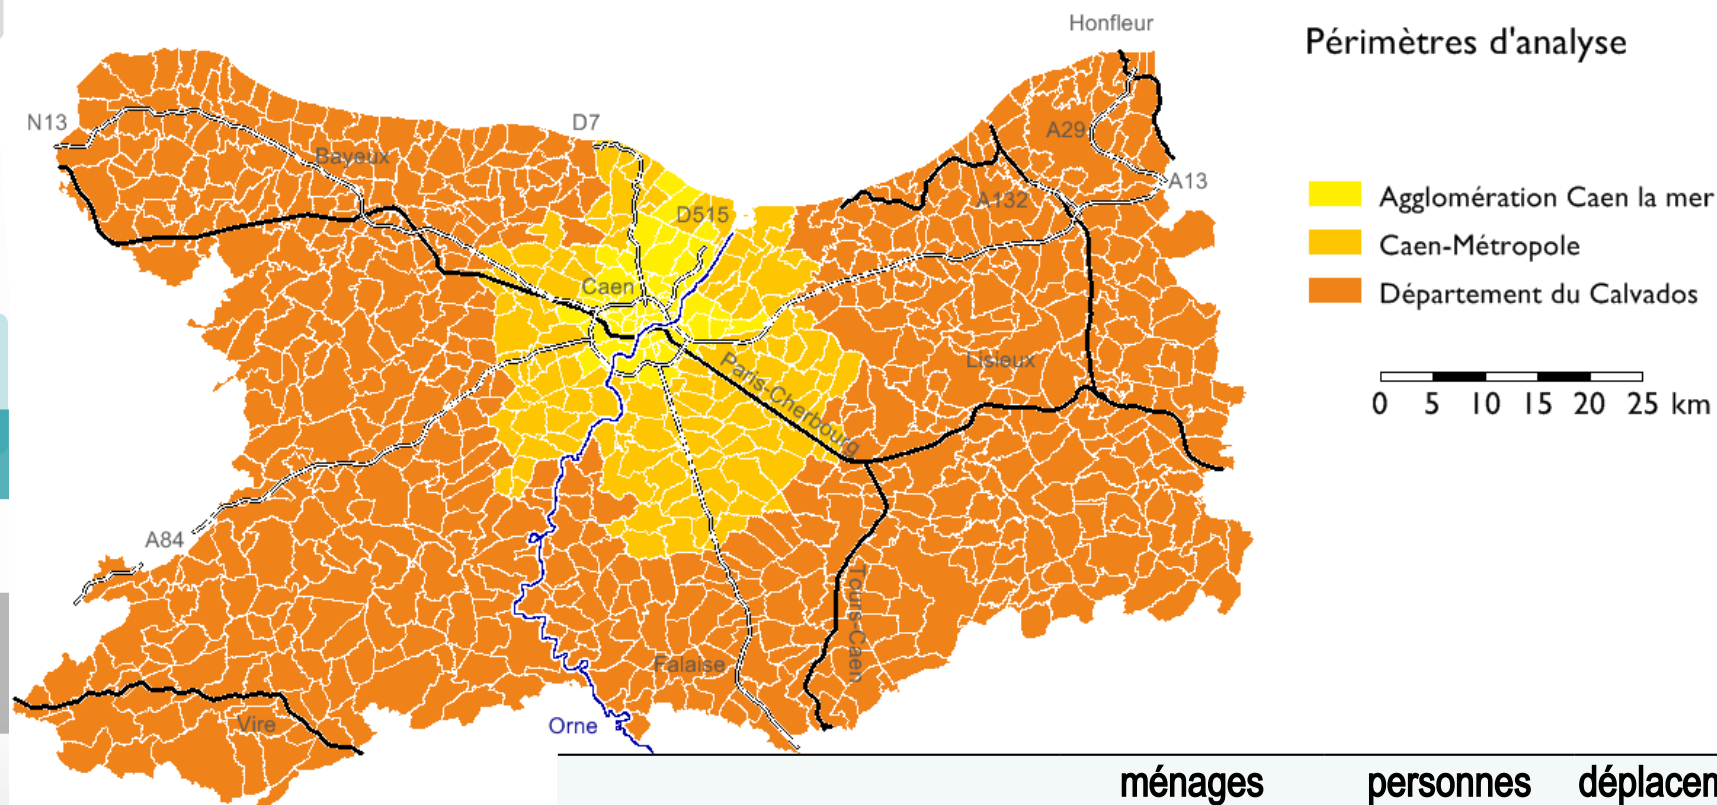 Honfleur
Périmètres d'analyse
N13
D7
A29
Bayeux
A13
A132
Agglomération Caen la mer
D515
Caen-Métropole
Caen
Département du Calvados
Paris-Cherbourg
Lisieux
0 5 10 15 20 25 km
A84
Tours-Caen
Falaise
Vire
Orne
ménages personnes déplacem